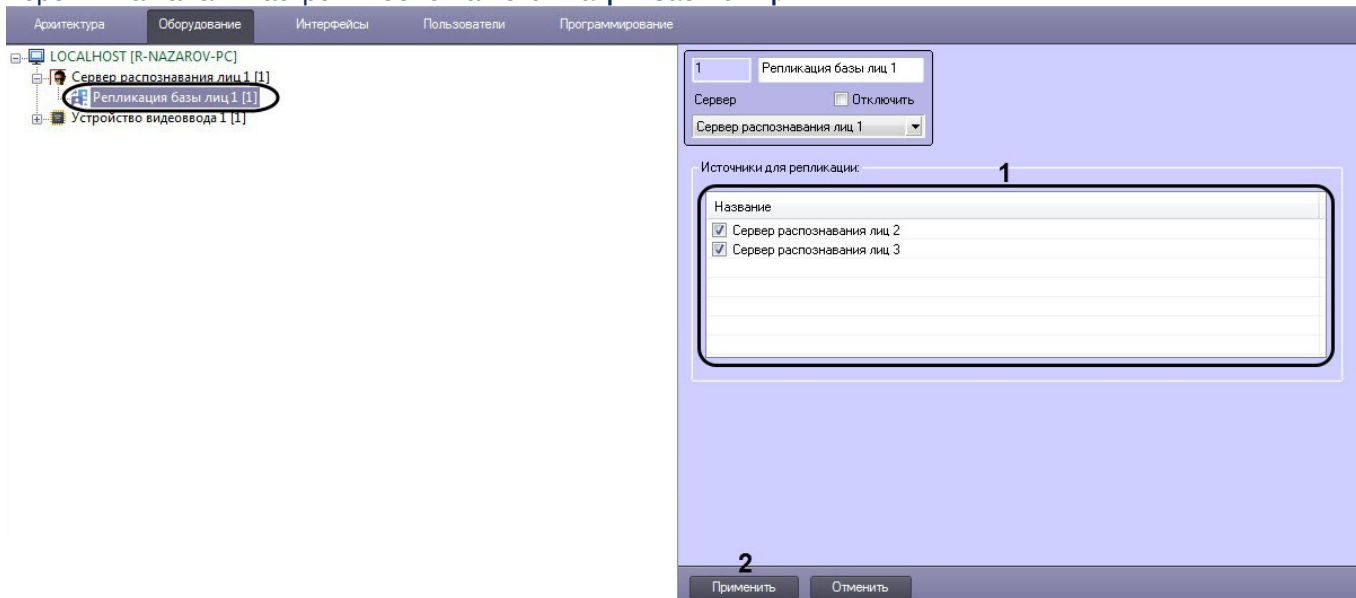 Архитектура Оборудование Интерфейсы Пользователи Программирование
LOCALHOST [R-NAZAROV-PC]
Сервер распознавания лиц 1 [1]
Репликация базы лиц 1 [1]
Устройство видеоввода 1 [1]
1 Репликация базы лиц 1
Сервер Отключить
Сервер распознавания лиц 1
Источники для репликации: 1
Название
Сервер распознавания лиц 2
Сервер распознавания лиц 3
2
Применить Отменить